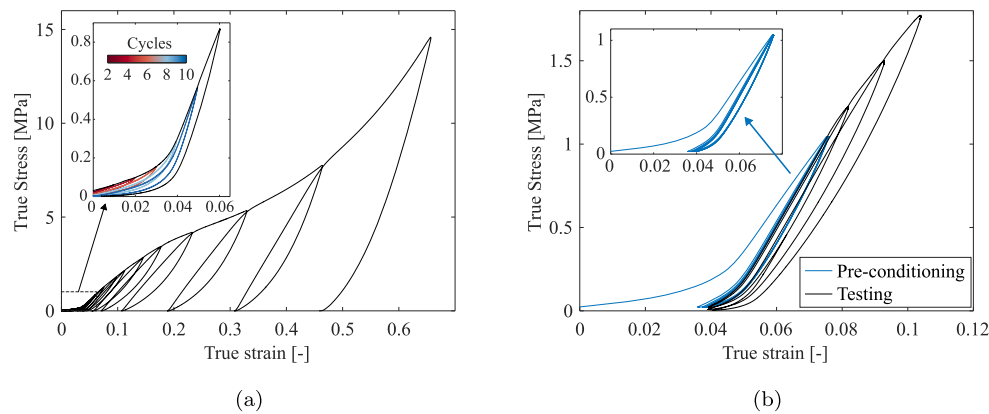 15
10
5
0
0 0.1 0.2 0.3 0.4 0.5 0.6
True Stress [MPa]
True strain [-]
0.8
0.6
0.4
0.2
0
0 0.02 0.04 0.06
Cycles
2 4 6 8 10
(a)
1.5
1
0.5
0
0 0.02 0.04 0.06 0.08 0.1 0.12
True Stress [MPa]
True strain [-]
1
0.5
0
0 0.02 0.04 0.06
Pre-conditioning
Testing
(b)